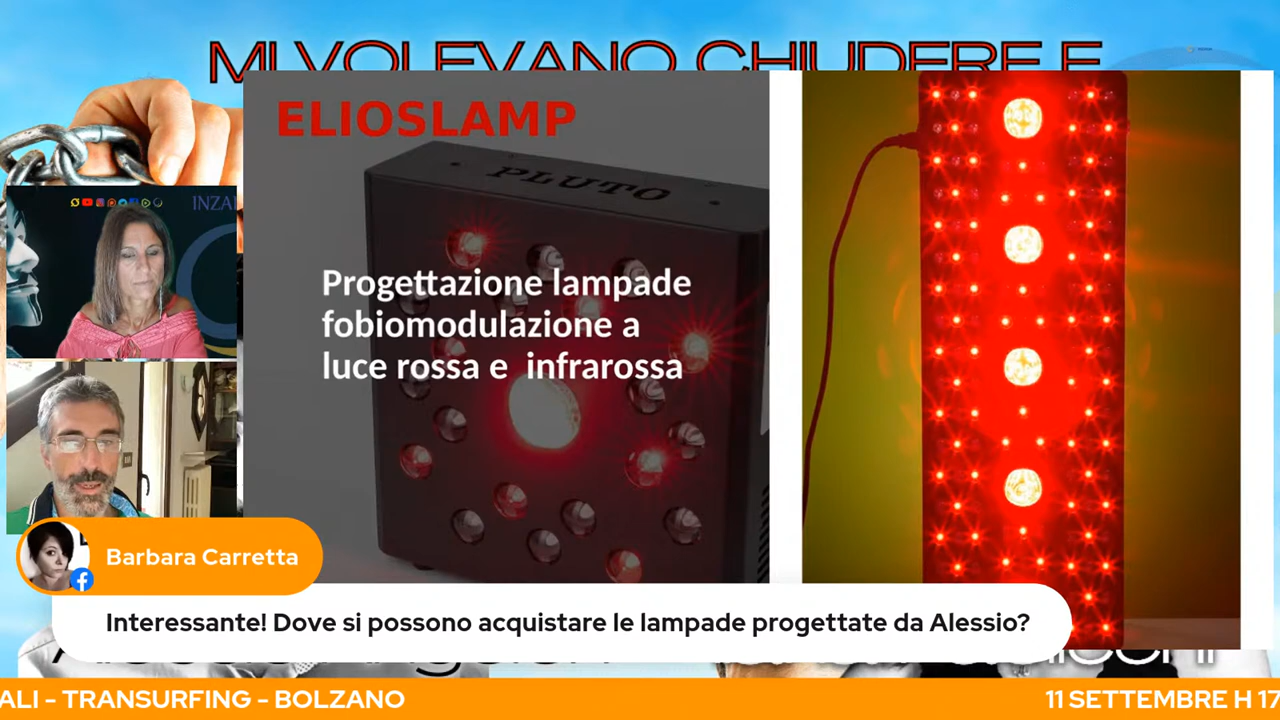 MI VOLEVANO CHIUDERE E
ELIOSLAMP
PLUTO
INZA
Progettazione lampade
fobiomodulazione a
luce rossa e infrarossa
Barbara Carretta
Interessante! Dove si possono acquistare le lampade progettate da Alessio?
ALI - TRANSURFING - BOLZANO
11 SETTEMBRE H 17